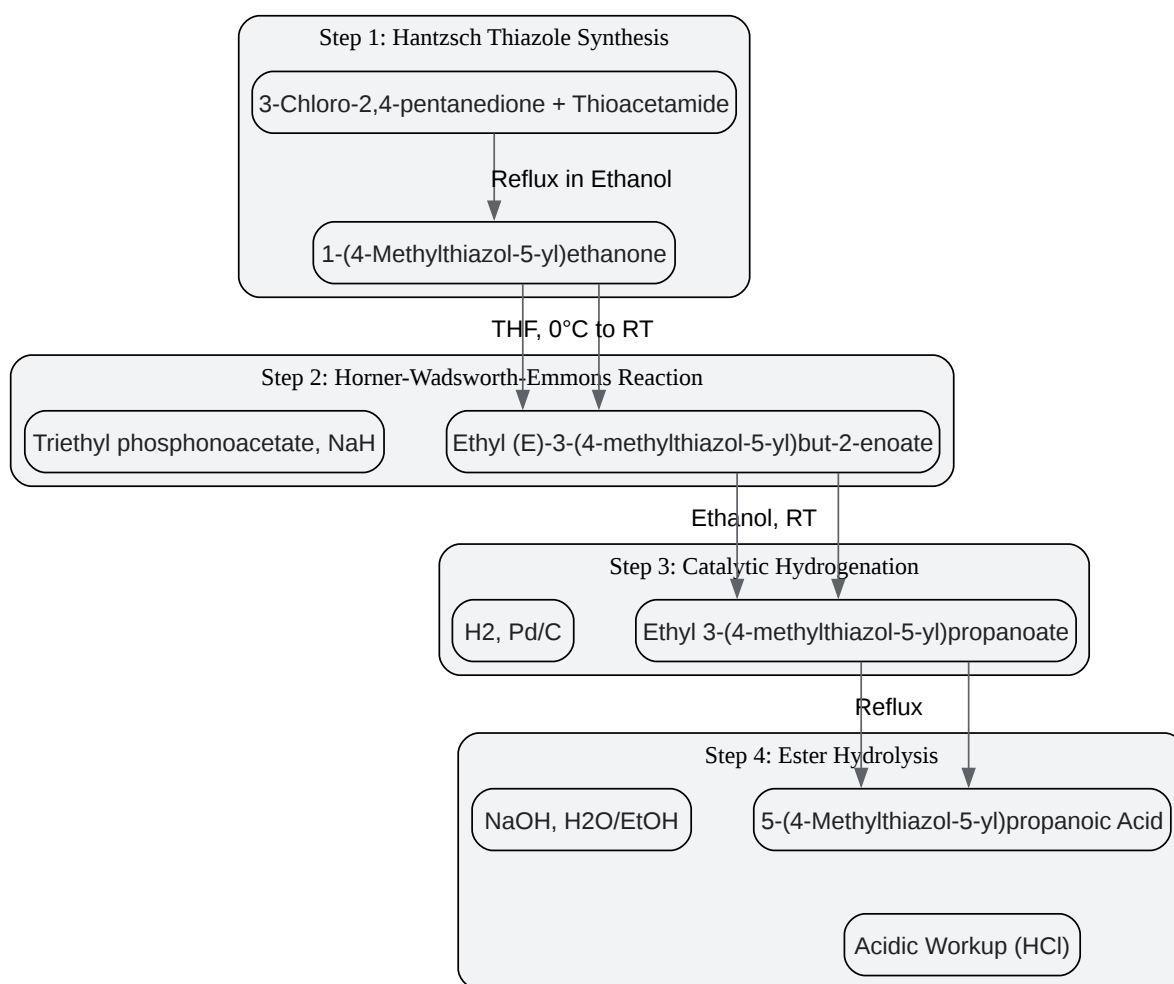 Step 1: Hantzsch Thiazole Synthesis
3-Chloro-2,4-pentanedione + Thioacetamide
Reflux in Ethanol
1-(4-Methylthiazol-5-yl)ethanone
THF, 0°C to RT
Step 2: Horner-Wadsworth-Emmons Reaction
Triethyl phosphonoacetate, NaH
Ethyl (E)-3-(4-methylthiazol-5-yl)but-2-enoate
Ethanol, RT
Step 3: Catalytic Hydrogenation
H2, Pd/C
Ethyl 3-(4-methylthiazol-5-yl)propanoate
Reflux
Step 4: Ester Hydrolysis
NaOH, H2O/EtOH
5-(4-Methylthiazol-5-yl)propanoic Acid
Acidic Workup (HCl)